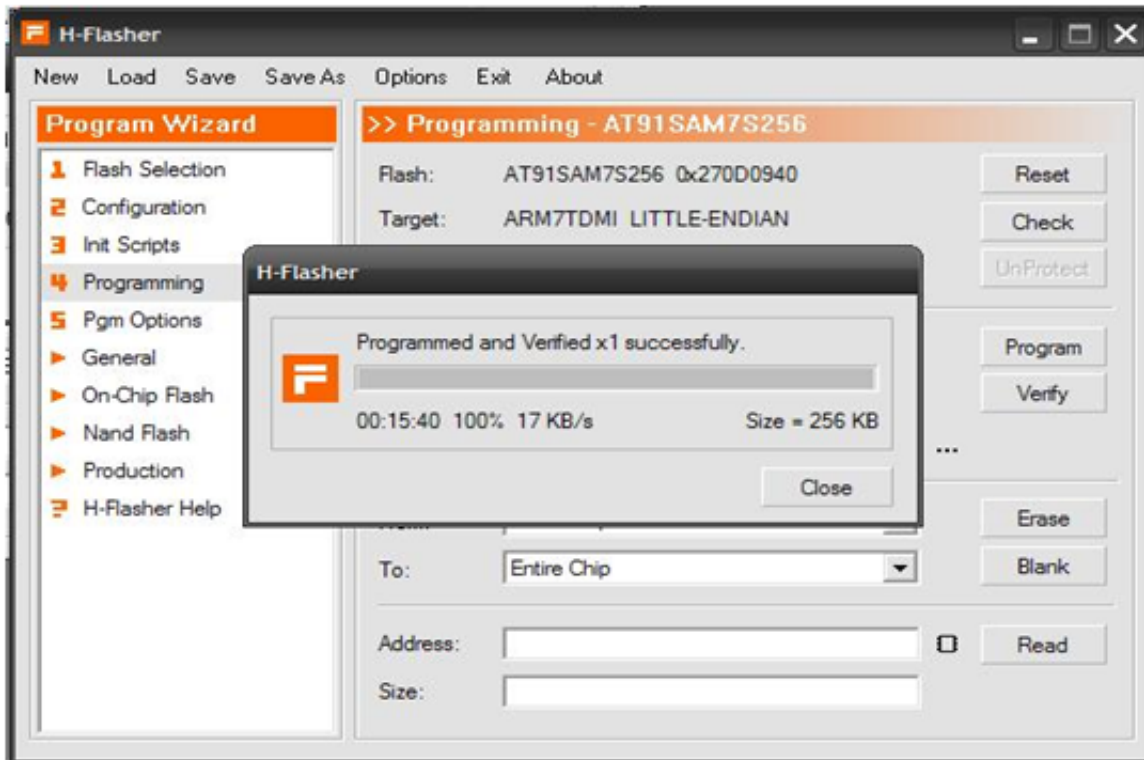 H-Flasher
New Load Save Save As Options Exit About
Program Wizard
1 Flash Selection
2 Configuration
3 Init Scripts
4 Programming
5 Pgm Options
General
On-Chip Flash
Nand Flash
Production
? H-Flasher Help
>> Programming - AT91SAM7S256
Flash: AT91SAM7S256 0x270D0940 Reset
Target: ARM7TDMI LITTLE-ENDIAN Check
UnProtect
H-Flasher
Programmed and Verified x1 successfully.
00:15:40 100% 17 KB/s Size = 256 KB
Close
Program
Verify
...
Erase
To: Entire Chip Blank
Address: Read
Size: